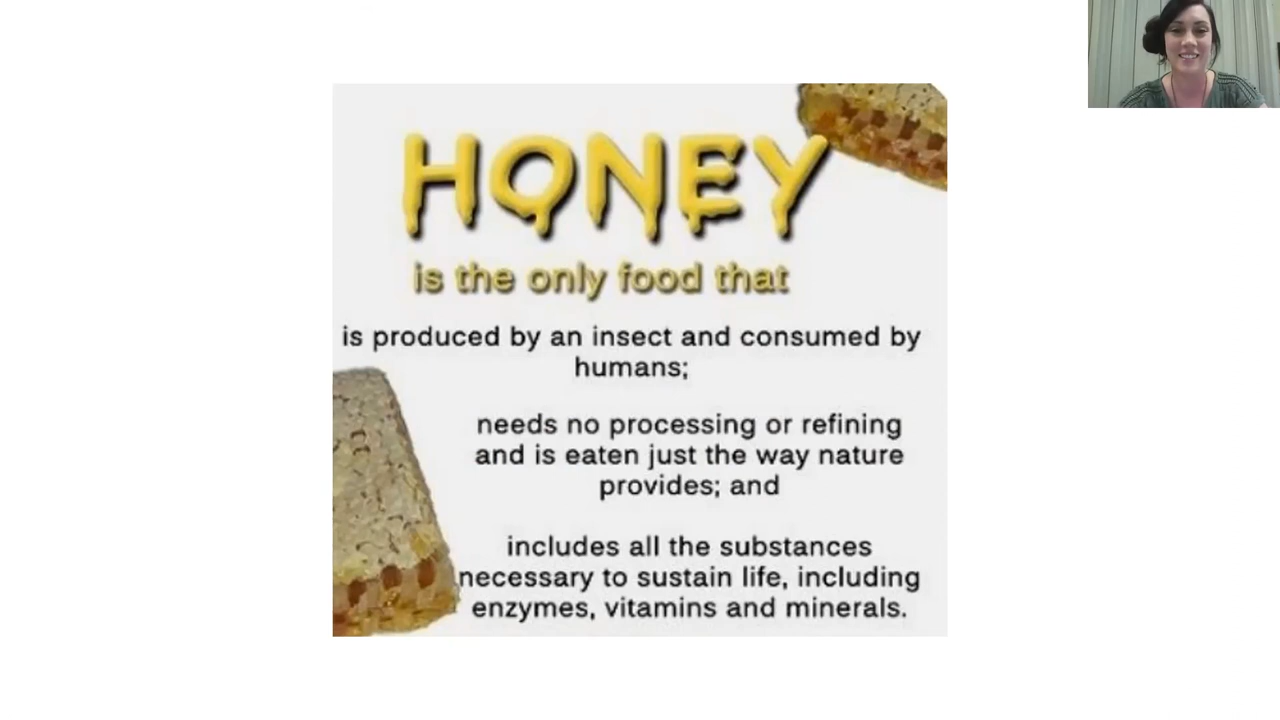 HONEY
is the only food that
is produced by an insect and consumed by
humans;
needs no processing or refining
and is eaten just the way nature
provides; and
includes all the substances
necessary to sustain life, including
enzymes, vitamins and minerals.